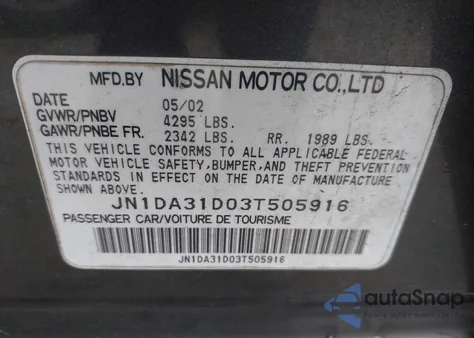 MFD.BY NISSAN MOTOR CO.,LTD
DATE 05/02
GVWR/PNBV 4295 LBS.
GAWR/PNBE FR. 2342 LBS. RR. 1989 LBS.
THIS VEHICLE CONFORMS TO ALL APPLICABLE FEDERAL
MOTOR VEHICLE SAFETY, BUMPER, AND THEFT PREVENTION
STANDARDS IN EFFECT ON THE DATE OF MANUFACTURE
SHOWN ABOVE.
JN1DA31D03T505916
PASSENGER CAR/VOITURE DE TOURISME
JN1DA31D03T505916
autoSnap